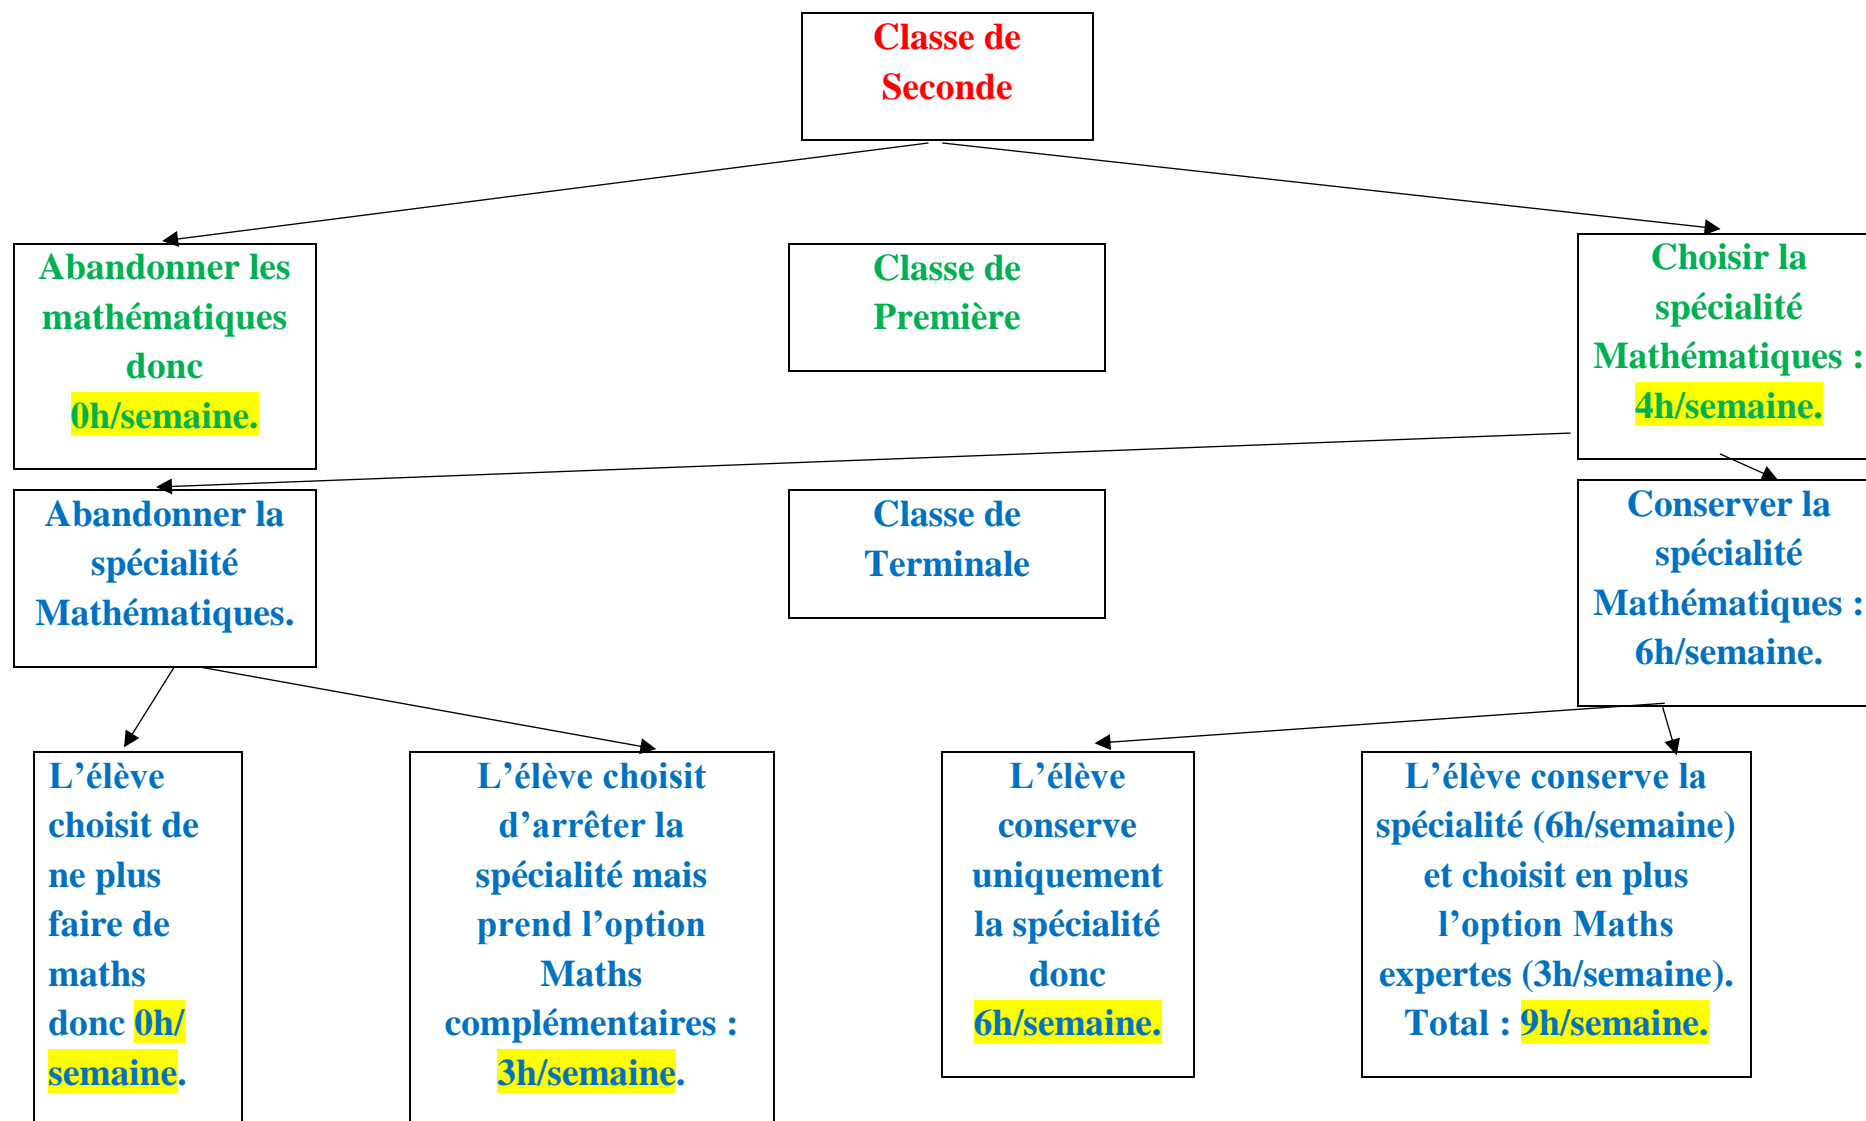 Classe de
Seconde
Abandonner les
mathématiques
donc
0h/semaine.
Classe de
Première
Choisir la
spécialité
Mathématiques :
4h/semaine.
Abandonner la
spécialité
Mathématiques.
Classe de
Terminale
Conserver la
spécialité
Mathématiques :
6h/semaine.
L’élève
choisit de
ne plus
faire de
maths
donc 0h/
semaine.
L’élève choisit
d’arrêter la
spécialité mais
prend l’option
Maths
complémentaires :
3h/semaine.
L’élève
conserve
uniquement
la spécialité
donc
6h/semaine.
L’élève conserve la
spécialité (6h/semaine)
et choisit en plus
l’option Maths
expertes (3h/semaine).
Total : 9h/semaine.